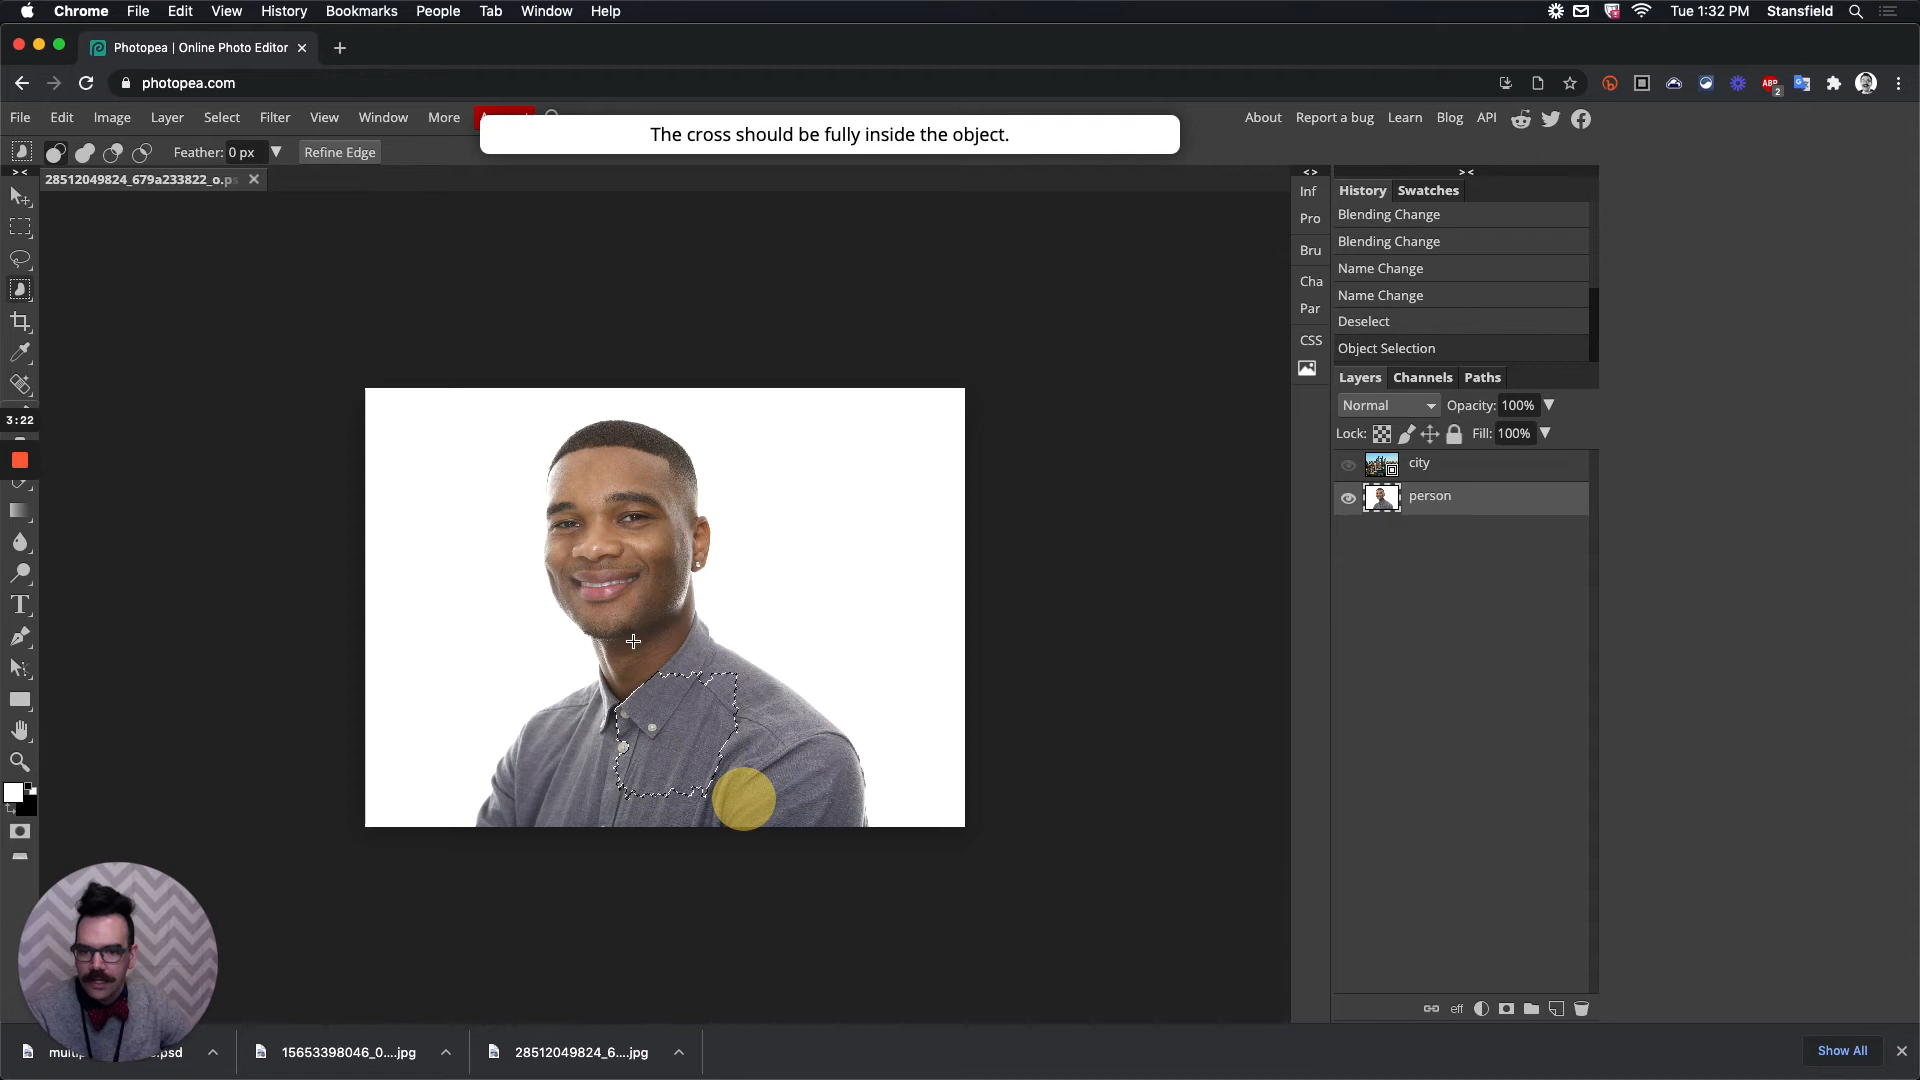 Chrome File Edit View History Bookmarks People Tab Window Help
Tue 1:32 PM Stansfield
Photopea | Online Photo Editor
photopea.com
ABP
2
File Edit Image Layer Select Filter View Window More
About Report a bug Learn Blog API
The cross should be fully inside the object.
Feather: 0 px Refine Edge
28512049824_679a233822_o.ps
> < < > > <
Inf
Pro
Bru
Cha
Par
CSS
History Swatches
Blending Change
Blending Change
Name Change
Name Change
Deselect
Object Selection
Layers Channels Paths
Normal Opacity: 100%
Lock: Fill: 100%
city
person
3:22
eff
15653398046_0....jpg
28512049824_6....jpg
Show All